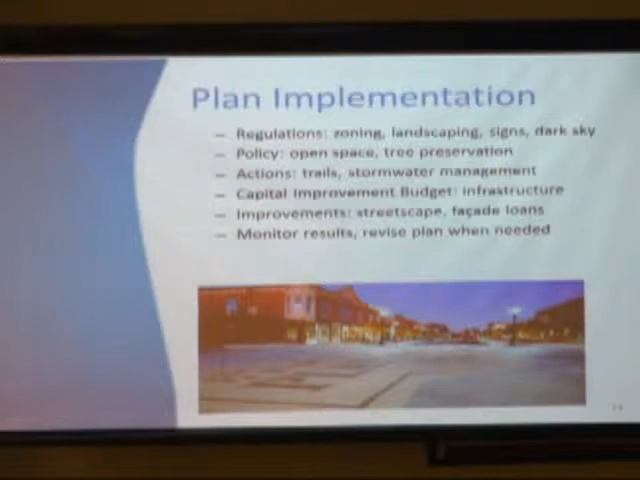 Plan Implementation
– Regulations: zoning, landscaping, signs, dark sky
– Policy: open space, tree preservation
– Actions: trails, stormwater management
– Capital Improvement Budget: infrastructure
– Improvements: streetscape, façade loans
– Monitor results, revise plan when needed